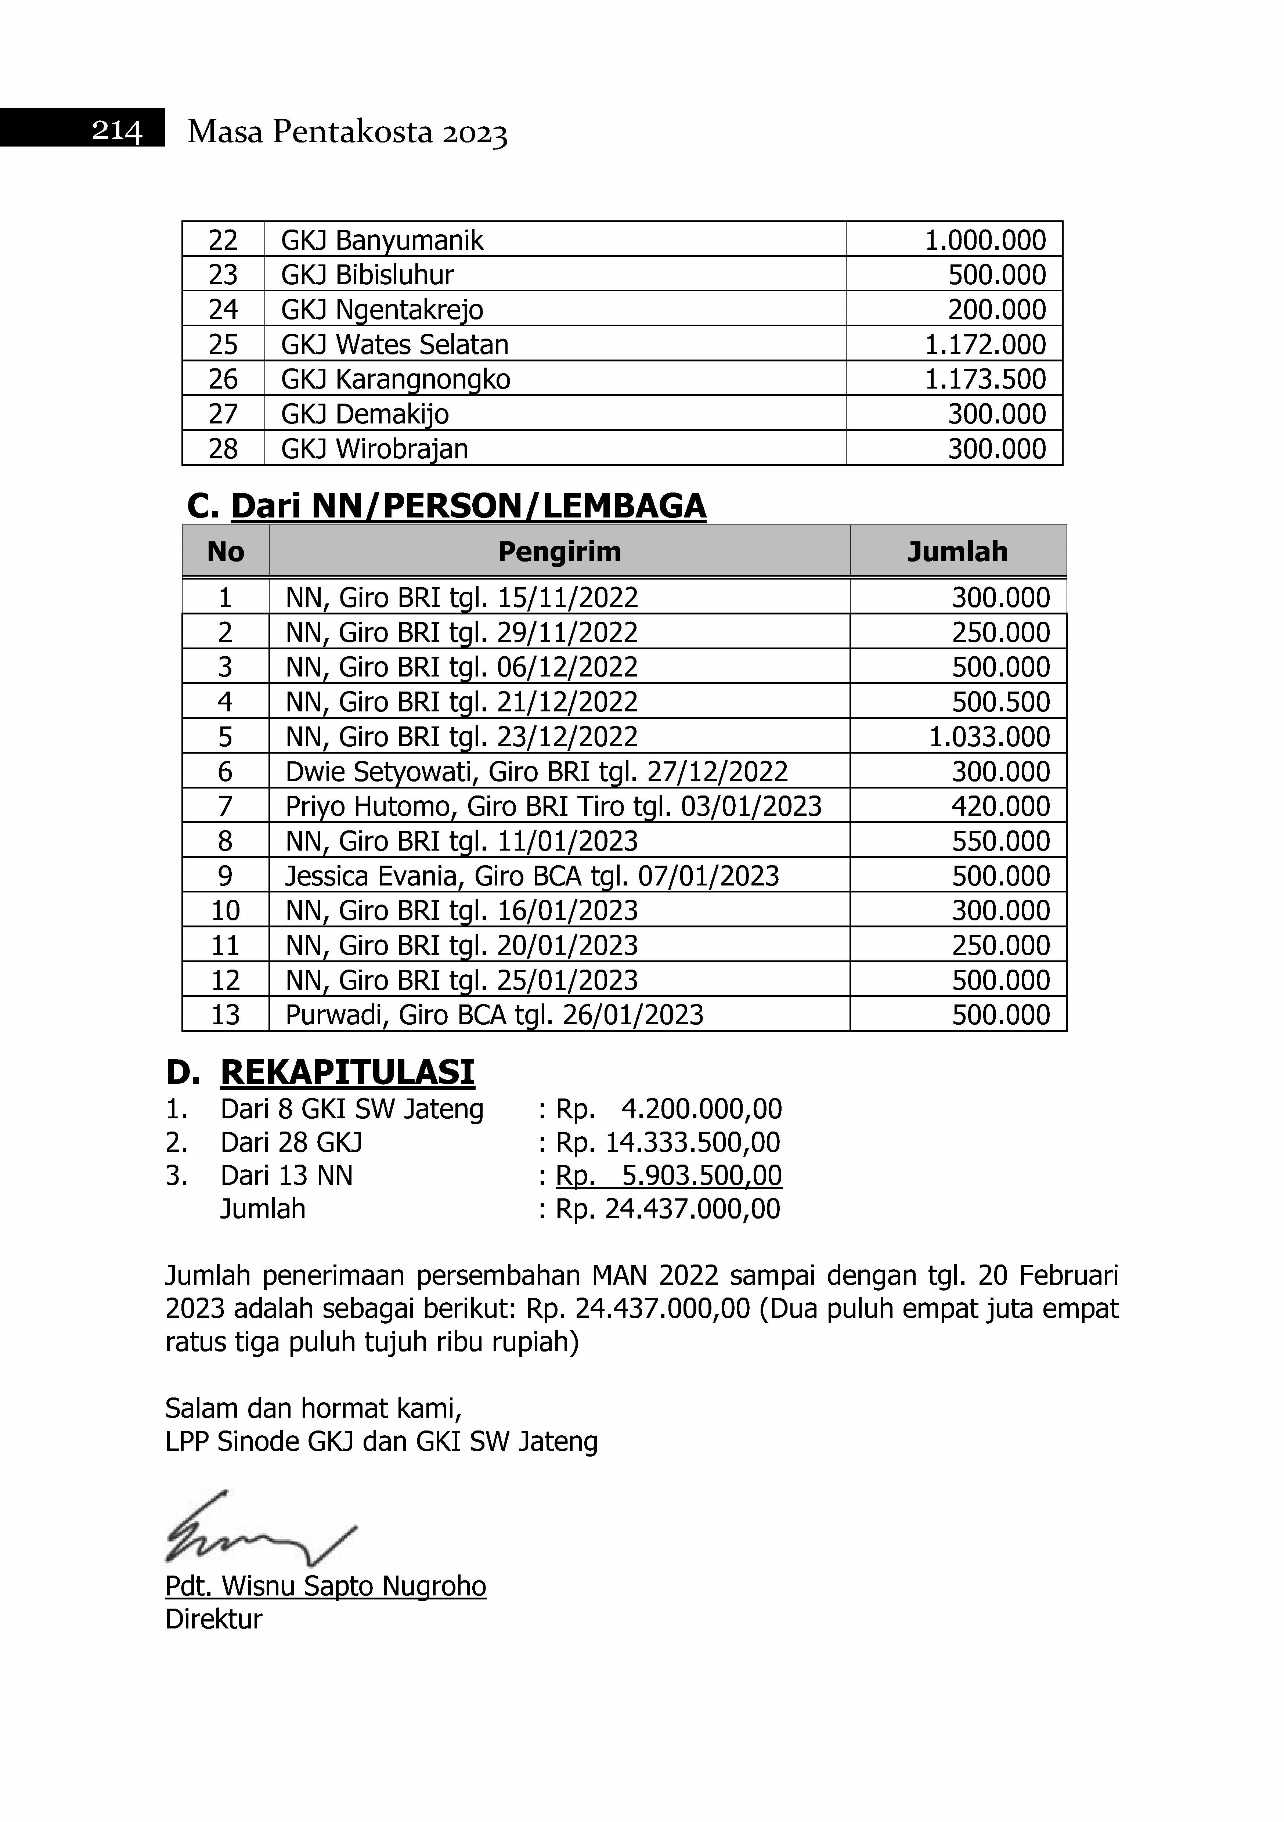 214 Masa Pentakosta 2023
22 GKJ Banyumanik 1.000.000
23 GKJ Bibisluhur 500.000
24 GKJ Ngentakrejo 200.000
25 GKJ Wates Selatan 1.172.000
26 GKJ Karangnongko 1.173.500
27 GKJ Demakijo 300.000
28 GKJ Wirobrajan 300.000
C. Dari NN/PERSON/LEMBAGA
No Pengirim Jumlah
1 NN, Giro BRI tgl. 15/11/2022 300.000
2 NN, Giro BRI tgl. 29/11/2022 250.000
3 NN, Giro BRI tgl. 06/12/2022 500.000
4 NN, Giro BRI tgl. 21/12/2022 500.500
5 NN, Giro BRI tgl. 23/12/2022 1.033.000
6 Dwie Setyowati, Giro BRI tgl. 27/12/2022 300.000
7 Priyo Hutomo, Giro BRI Tiro tgl. 03/01/2023 420.000
8 NN, Giro BRI tgl. 11/01/2023 550.000
9 Jessica Evania, Giro BCA tgl. 07/01/2023 500.000
10 NN, Giro BRI tgl. 16/01/2023 300.000
11 NN, Giro BRI tgl. 20/01/2023 250.000
12 NN, Giro BRI tgl. 25/01/2023 500.000
13 Purwadi, Giro BCA tgl. 26/01/2023 500.000
D. REKAPITULASI
1. Dari 8 GKI SW Jateng : Rp. 4.200.000,00
2. Dari 28 GKJ : Rp. 14.333.500,00
3. Dari 13 NN : Rp. 5.903.500,00
Jumlah : Rp. 24.437.000,00
Jumlah penerimaan persembahan MAN 2022 sampai dengan tgl. 20 Februari
2023 adalah sebagai berikut: Rp. 24.437.000,00 (Dua puluh empat juta empat
ratus tiga puluh tujuh ribu rupiah)
Salam dan hormat kami,
LPP Sinode GKJ dan GKI SW Jateng
Pdt. Wisnu Sapto Nugroho
Direktur